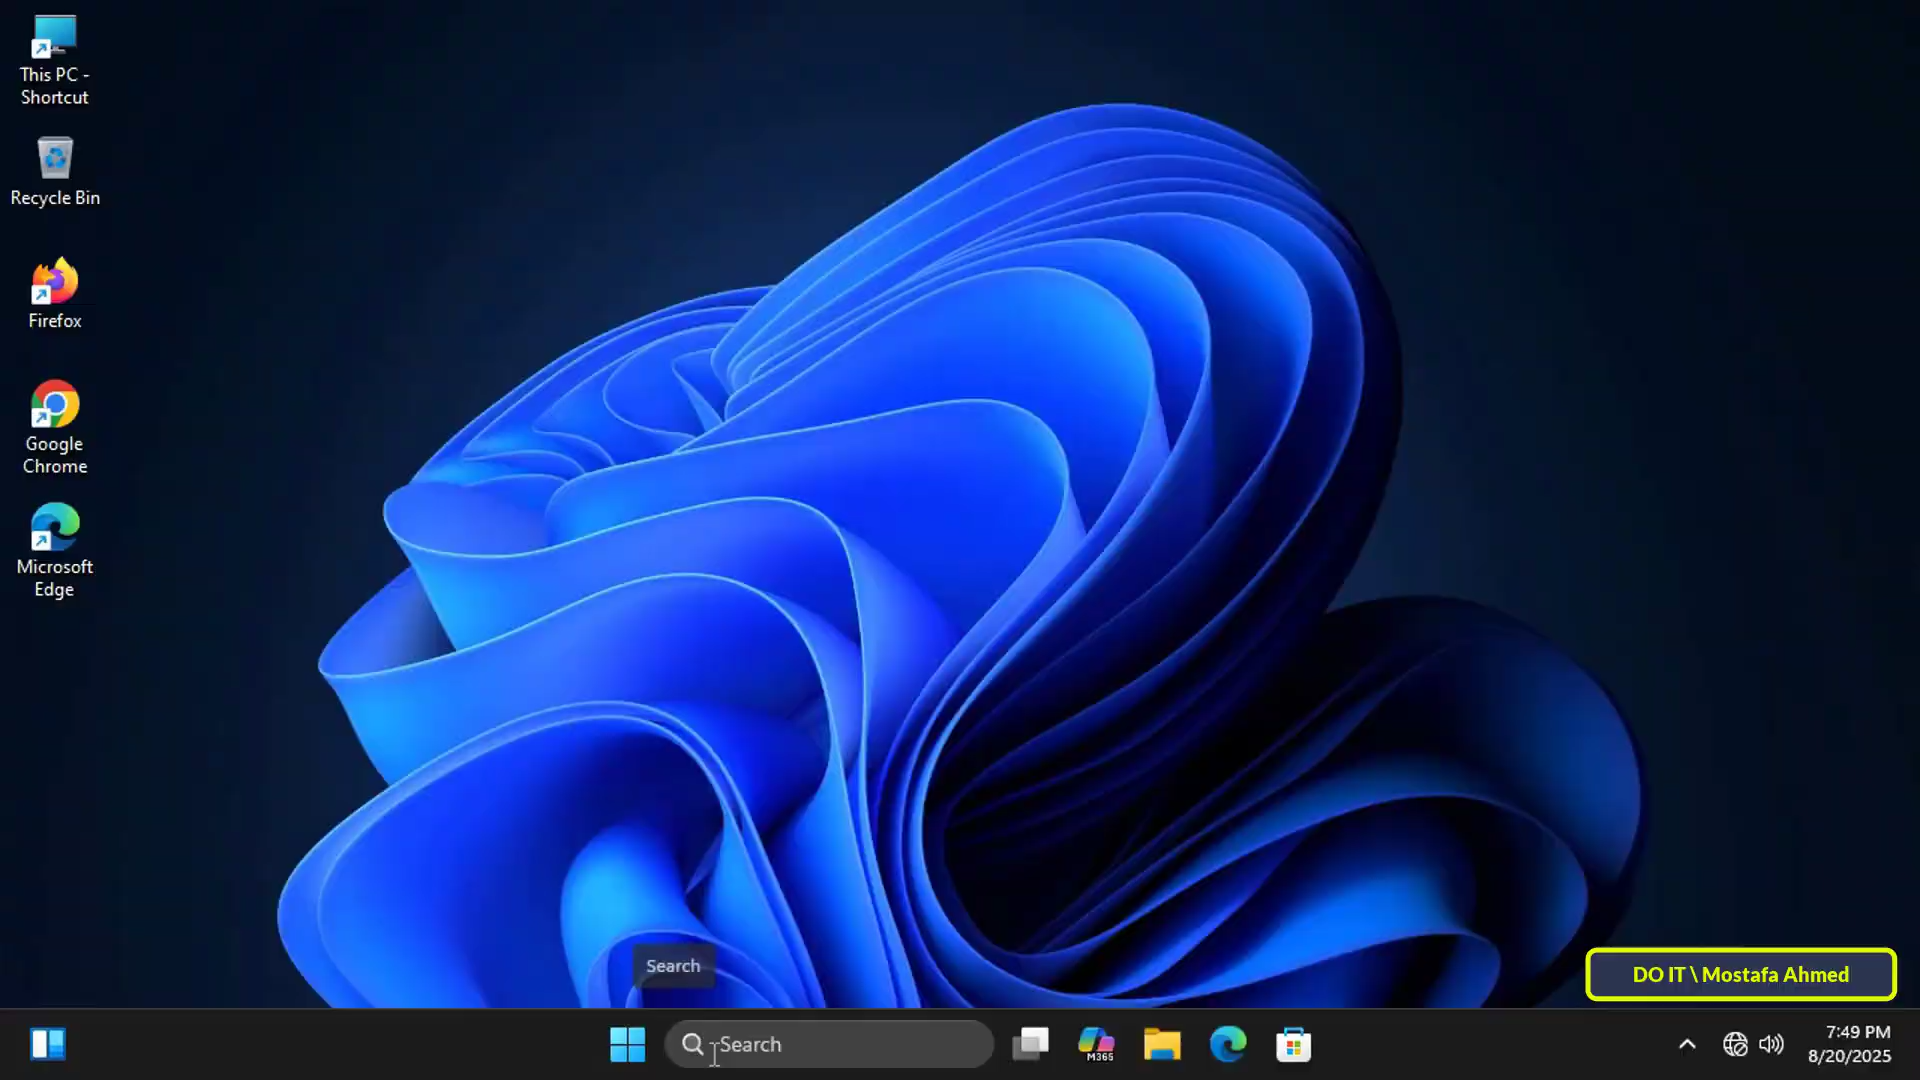 This PC -
Shortcut
Recycle Bin
Firefox
Google
Chrome
Microsoft
Edge
Search
DO IT \ Mostafa Ahmed
Search
M365
7:49 PM
8/20/2025